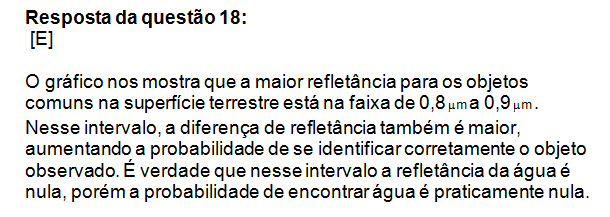 Resposta da questão 18:
[E]
O gráfico nos mostra que a maior refletância para os objetos
comuns na superfície terrestre está na faixa de 0,8 μm a 0,9 μm.
Nesse intervalo, a diferença de refletância também é maior,
aumentando a probabilidade de se identificar corretamente o objeto
observado. É verdade que nesse intervalo a refletância da água é
nula, porém a probabilidade de encontrar água é praticamente nula.